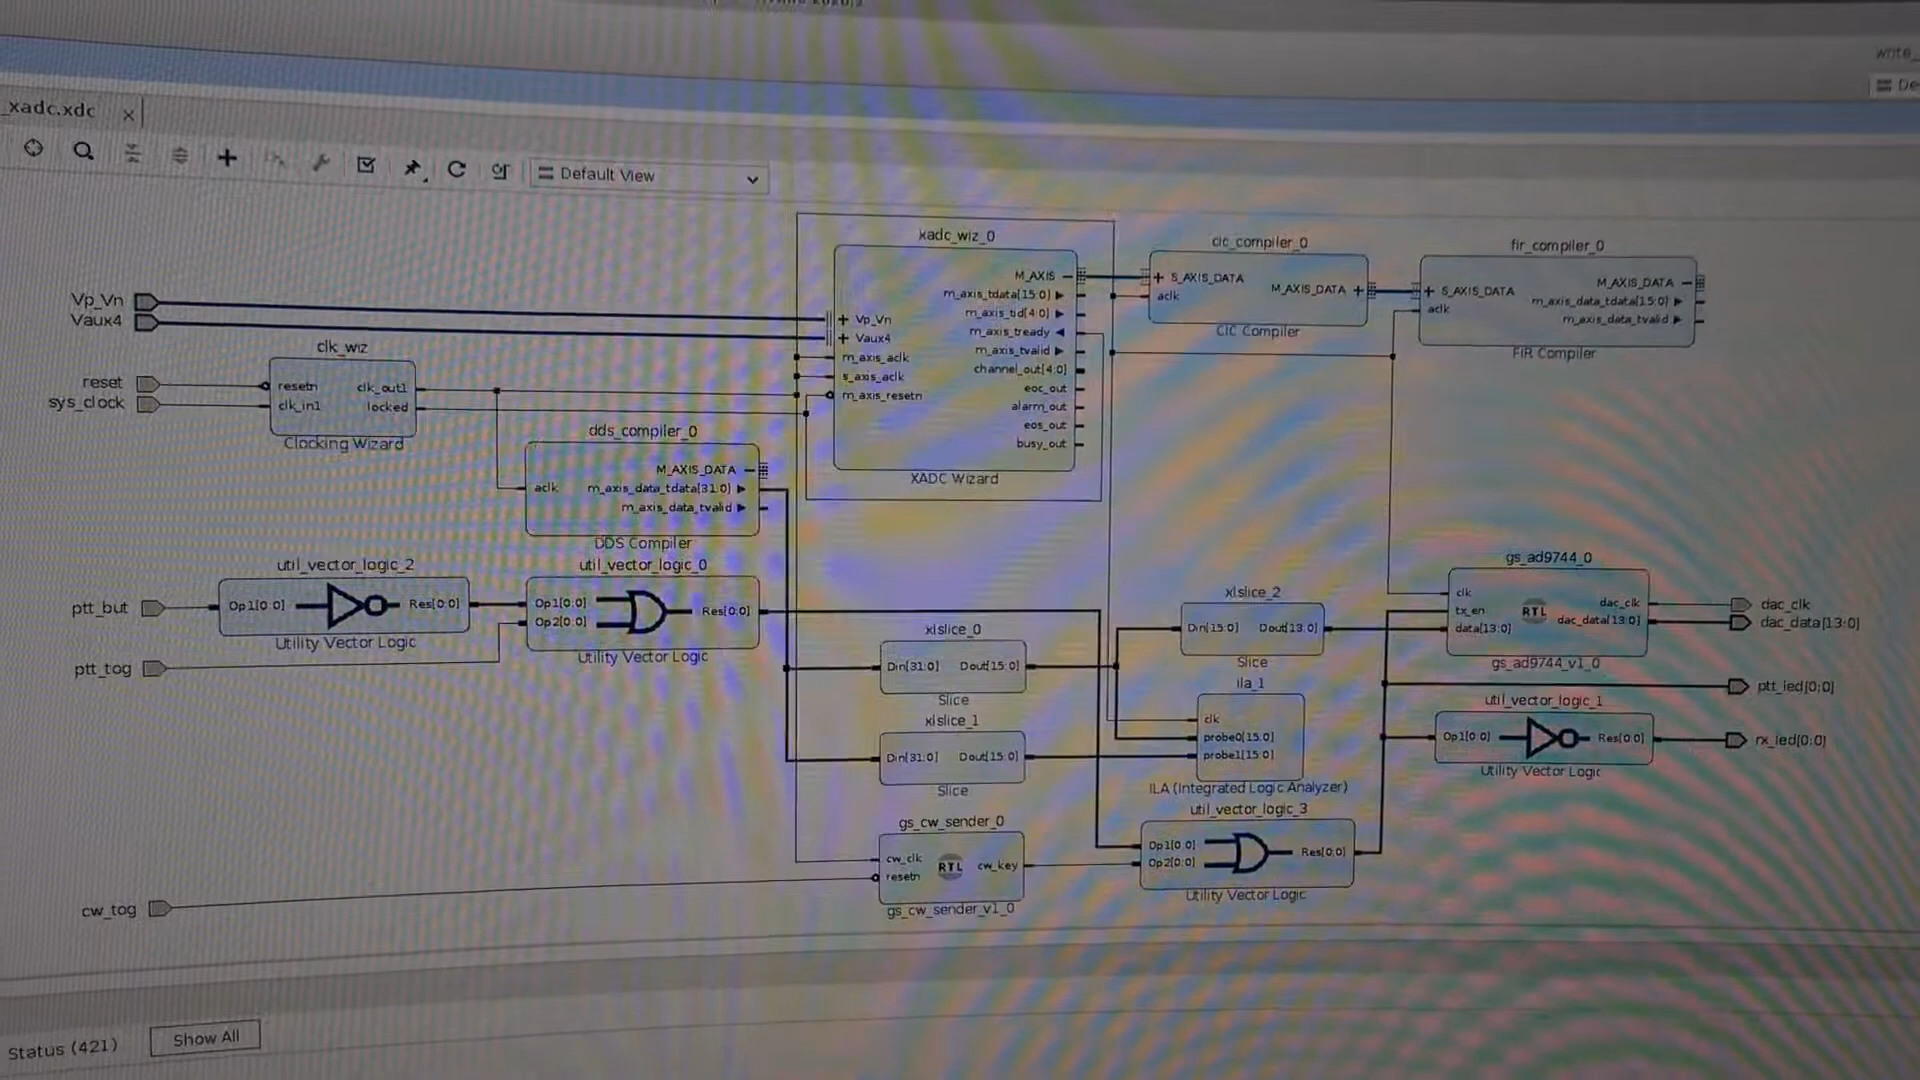 write_
De
_xadc.xdc
Default View
Vp_Vn
Vaux4
reset
sys_clock
clk_wiz
resetn clk_out1
clk_in1 locked
Clocking Wizard
xadc_wiz_0
M_AXIS
m_axis_tdata[15:0]
m_axis_tid[4:0]
Vp_Vn m_axis_tready
Vaux4 m_axis_tvalid
m_axis_aclk channel_out[4:0]
s_axis_aclk eoc_out
m_axis_resetn alarm_out
eos_out
busy_out
XADC Wizard
cic_compiler_0
S_AXIS_DATA
aclk M_AXIS_DATA
CIC Compiler
fir_compiler_0
M_AXIS_DATA
S_AXIS_DATA m_axis_data_tdata[15:0]
aclk m_axis_data_tvalid
FIR Compiler
dds_compiler_0
M_AXIS_DATA
aclk m_axis_data_tdata[31:0]
m_axis_data_tvalid
DDS Compiler
ptt_but
ptt_tog
util_vector_logic_2
Op1[0:0] Res[0:0]
Utility Vector Logic
util_vector_logic_0
Op1[0:0] Res[0:0]
Op2[0:0]
Utility Vector Logic
xlslice_0
Din[31:0] Dout[15:0]
Slice
xlslice_1
Din[31:0] Dout[15:0]
Slice
xlslice_2
Din[15:0] Dout[13:0]
Slice
ila_1
clk
probe0[15:0]
probe1[15:0]
ILA (Integrated Logic Analyzer)
gs_ad9744_0
clk
tx_en RTL dac_clk
data[13:0] dac_data[13:0]
gs_ad9744_v1_0
dac_clk
dac_data[13:0]
ptt_led[0:0]
util_vector_logic_1
Op1[0:0] Res[0:0]
Utility Vector Logic
rx_led[0:0]
gs_cw_sender_0
cw_clk RTL cw_key
resetn
gs_cw_sender_v1_0
util_vector_logic_3
Op1[0:0] Res[0:0]
Op2[0:0]
Utility Vector Logic
cw_tog
Status (421) Show All